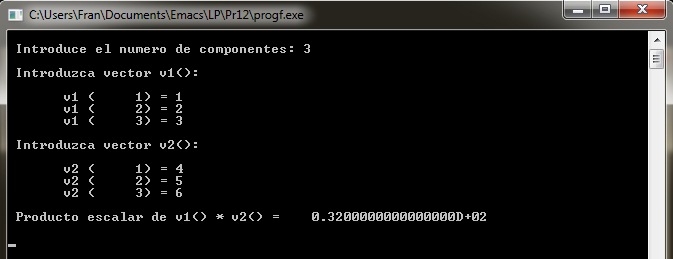 C:\Users\Fran\Documents\Emacs\LP\Pr12\progf.exe
Introduce el numero de componentes: 3
Introduzca vector v1():
v1 (     1) = 1
v1 (     2) = 2
v1 (     3) = 3
Introduzca vector v2():
v2 (     1) = 4
v2 (     2) = 5
v2 (     3) = 6
Producto escalar de v1() * v2() =    0.3200000000000000D+02